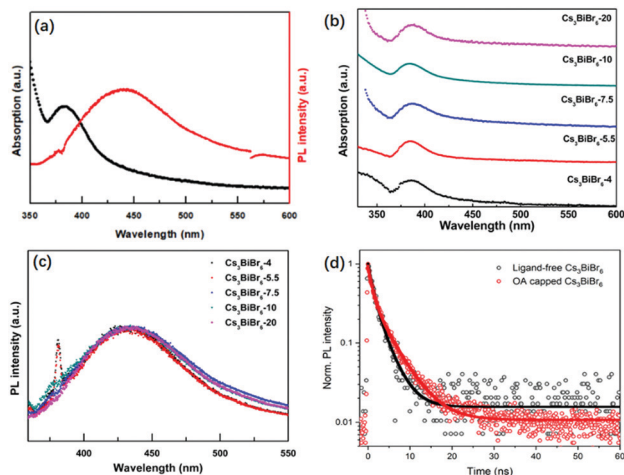 (a)
Absorption (a.u.)
PL intensity (a.u.)
350 400 450 500 550 600
Wavelength (nm)
(b)
Absorption (a.u.)
Cs₃BiBr₆-20
Cs₃BiBr₆-10
Cs₃BiBr₆-7.5
Cs₃BiBr₆-5.5
Cs₃BiBr₆-4
350 400 450 500 550 600
Wavelength (nm)
(c)
PL intensity (a.u.)
Cs₃BiBr₆-4
Cs₃BiBr₆-5.5
Cs₃BiBr₆-7.5
Cs₃BiBr₆-10
Cs₃BiBr₆-20
400 450 500 550
Wavelength (nm)
(d)
Norm. PL intensity
Ligand-free Cs₃BiBr₆
OA capped Cs₃BiBr₆
1
0.1
0.01
0 10 20 30 40 50 60
Time (ns)